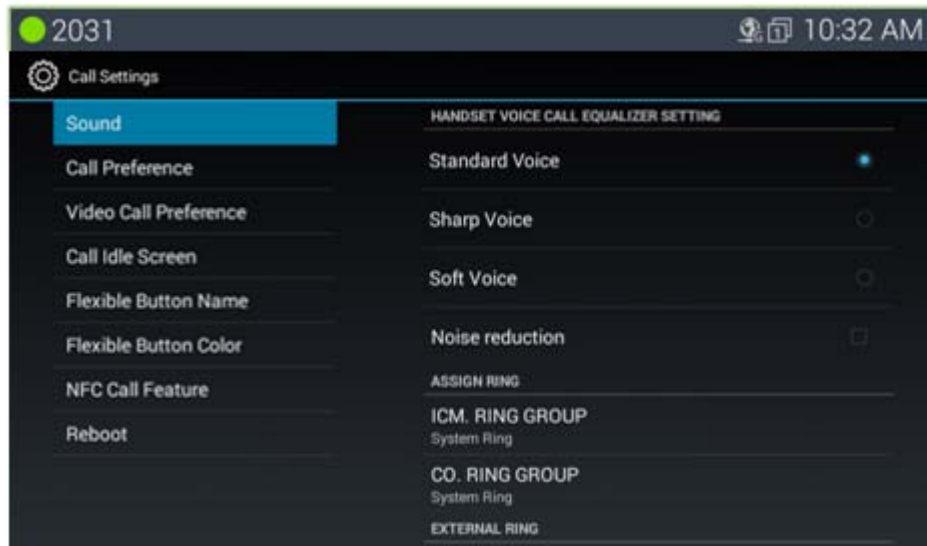 2031
10:32 AM
Call Settings
Sound
Call Preference
Video Call Preference
Call Idle Screen
Flexible Button Name
Flexible Button Color
NFC Call Feature
Reboot
HANDSET VOICE CALL EQUALIZER SETTING
Standard Voice
Sharp Voice
Soft Voice
Noise reduction
ASSIGN RING
ICM. RING GROUP
System Ring
CO. RING GROUP
System Ring
EXTERNAL RING